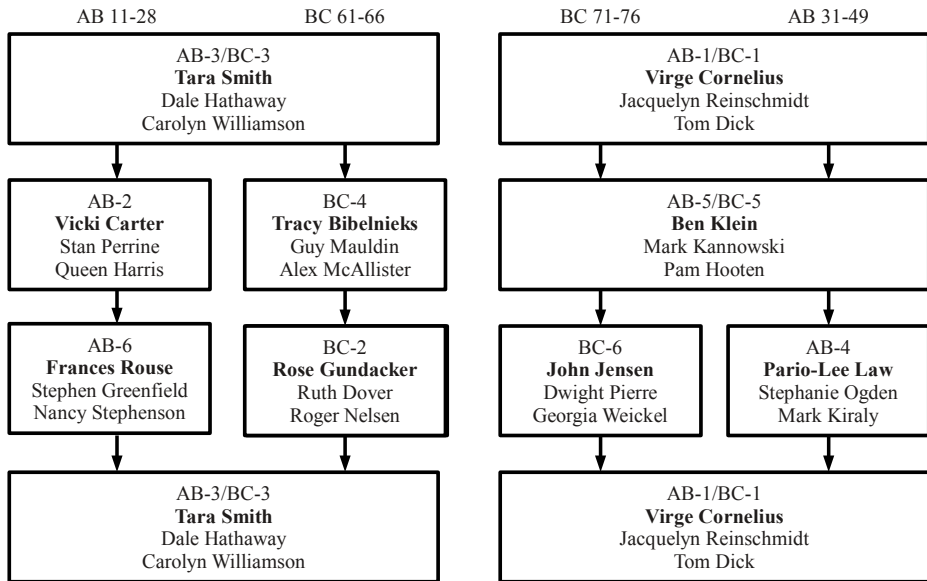 AB 11-28
BC 61-66
BC 71-76
AB 31-49
AB-3/BC-3
Tara Smith
Dale Hathaway
Carolyn Williamson
AB-1/BC-1
Virge Cornelius
Jacquelyn Reinschmidt
Tom Dick
AB-2
Vicki Carter
Stan Perrine
Queen Harris
BC-4
Tracy Bibelnieks
Guy Mauldin
Alex McAllister
AB-5/BC-5
Ben Klein
Mark Kannowski
Pam Hooten
AB-6
Frances Rouse
Stephen Greenfield
Nancy Stephenson
BC-2
Rose Gundacker
Ruth Dover
Roger Nelsen
BC-6
John Jensen
Dwight Pierre
Georgia Weickel
AB-4
Pario-Lee Law
Stephanie Ogden
Mark Kiraly
AB-3/BC-3
Tara Smith
Dale Hathaway
Carolyn Williamson
AB-1/BC-1
Virge Cornelius
Jacquelyn Reinschmidt
Tom Dick